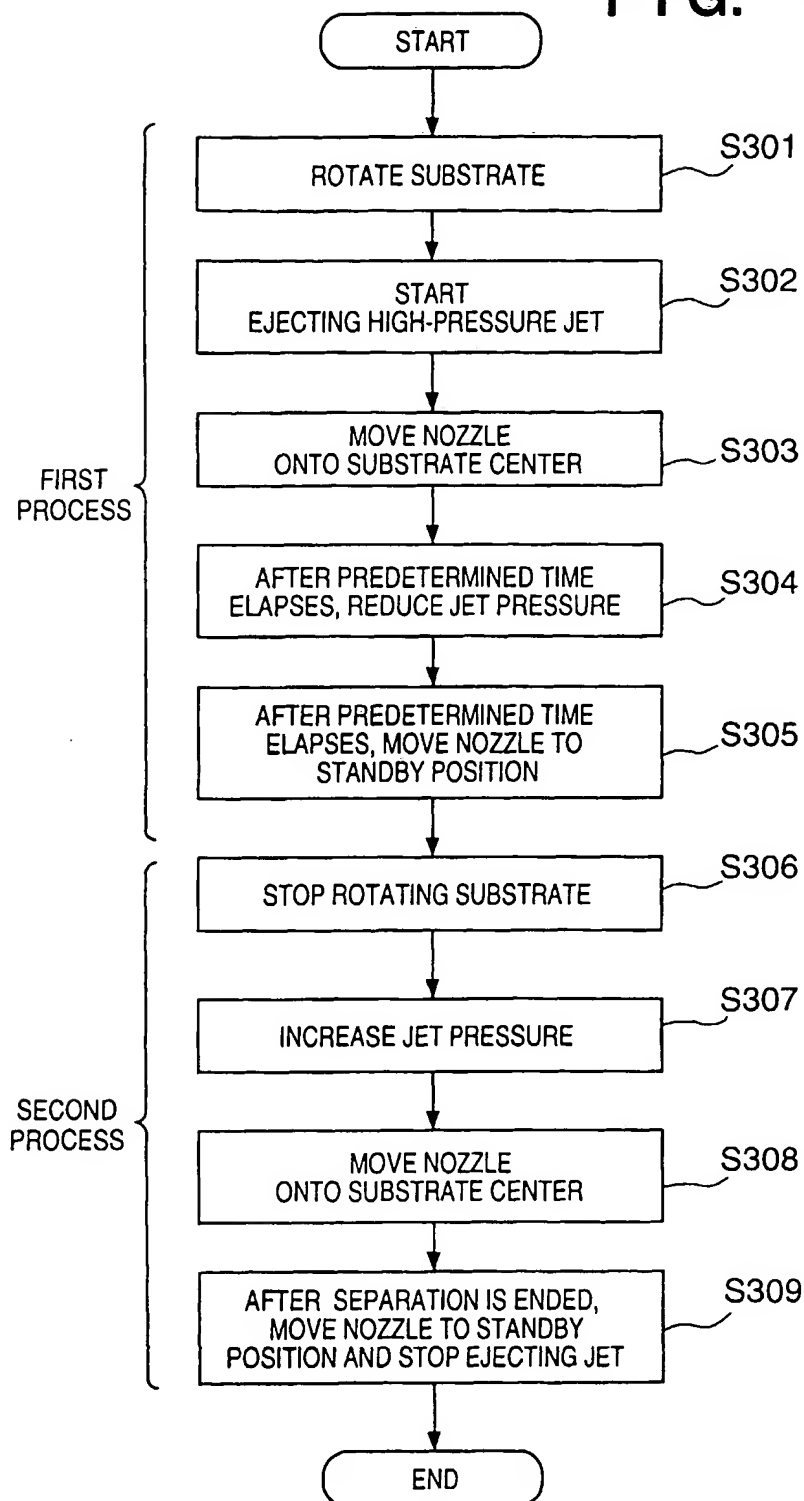 FIG.
START
FIRST
PROCESS
ROTATE SUBSTRATE
S301
START
EJECTING HIGH-PRESSURE JET
S302
MOVE NOZZLE
ONTO SUBSTRATE CENTER
S303
AFTER PREDETERMINED TIME
ELAPSES, REDUCE JET PRESSURE
S304
AFTER PREDETERMINED TIME
ELAPSES, MOVE NOZZLE TO
STANDBY POSITION
S305
SECOND
PROCESS
STOP ROTATING SUBSTRATE
S306
INCREASE JET PRESSURE
S307
MOVE NOZZLE
ONTO SUBSTRATE CENTER
S308
AFTER SEPARATION IS ENDED,
MOVE NOZZLE TO STANDBY
POSITION AND STOP EJECTING JET
S309
END